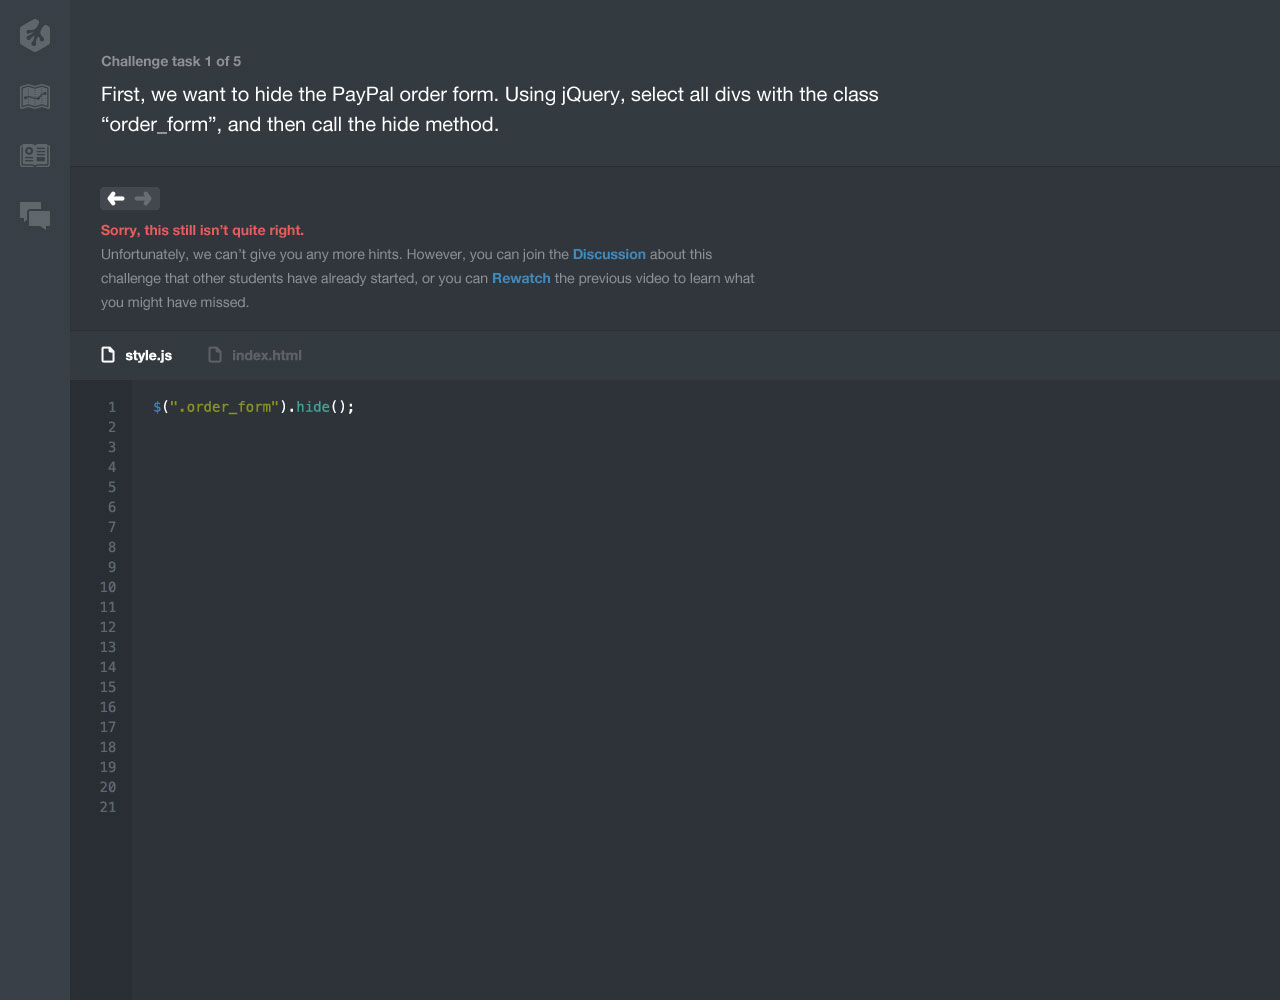 Challenge task 1 of 5
First, we want to hide the PayPal order form. Using jQuery, select all divs with the class
“order_form”, and then call the hide method.
Sorry, this still isn’t quite right.
Unfortunately, we can’t give you any more hints. However, you can join the Discussion about this
challenge that other students have already started, or you can Rewatch the previous video to learn what
you might have missed.
style.js index.html
1 $(".order_form").hide();
2
3
4
5
6
7
8
9
10
11
12
13
14
15
16
17
18
19
20
21